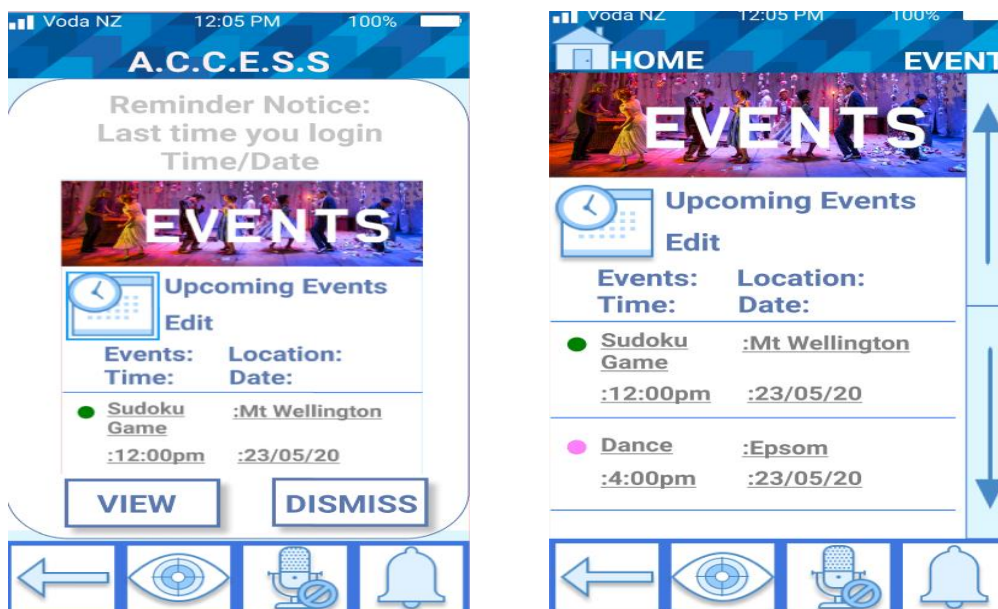 Voda NZ 12:05 PM 100%
A.C.C.E.S.S
Reminder Notice:
Last time you login
Time/Date
EVENTS
Upcoming Events
Edit
Events: Location:
Time: Date:
Sudoku :Mt Wellington
Game
:12:00pm :23/05/20
VIEW DISMISS
Voda NZ 12:05 PM 100%
HOME EVENT
EVENTS
Upcoming Events
Edit
Events: Location:
Time: Date:
Sudoku :Mt Wellington
Game
:12:00pm :23/05/20
Dance :Epsom
:4:00pm :23/05/20